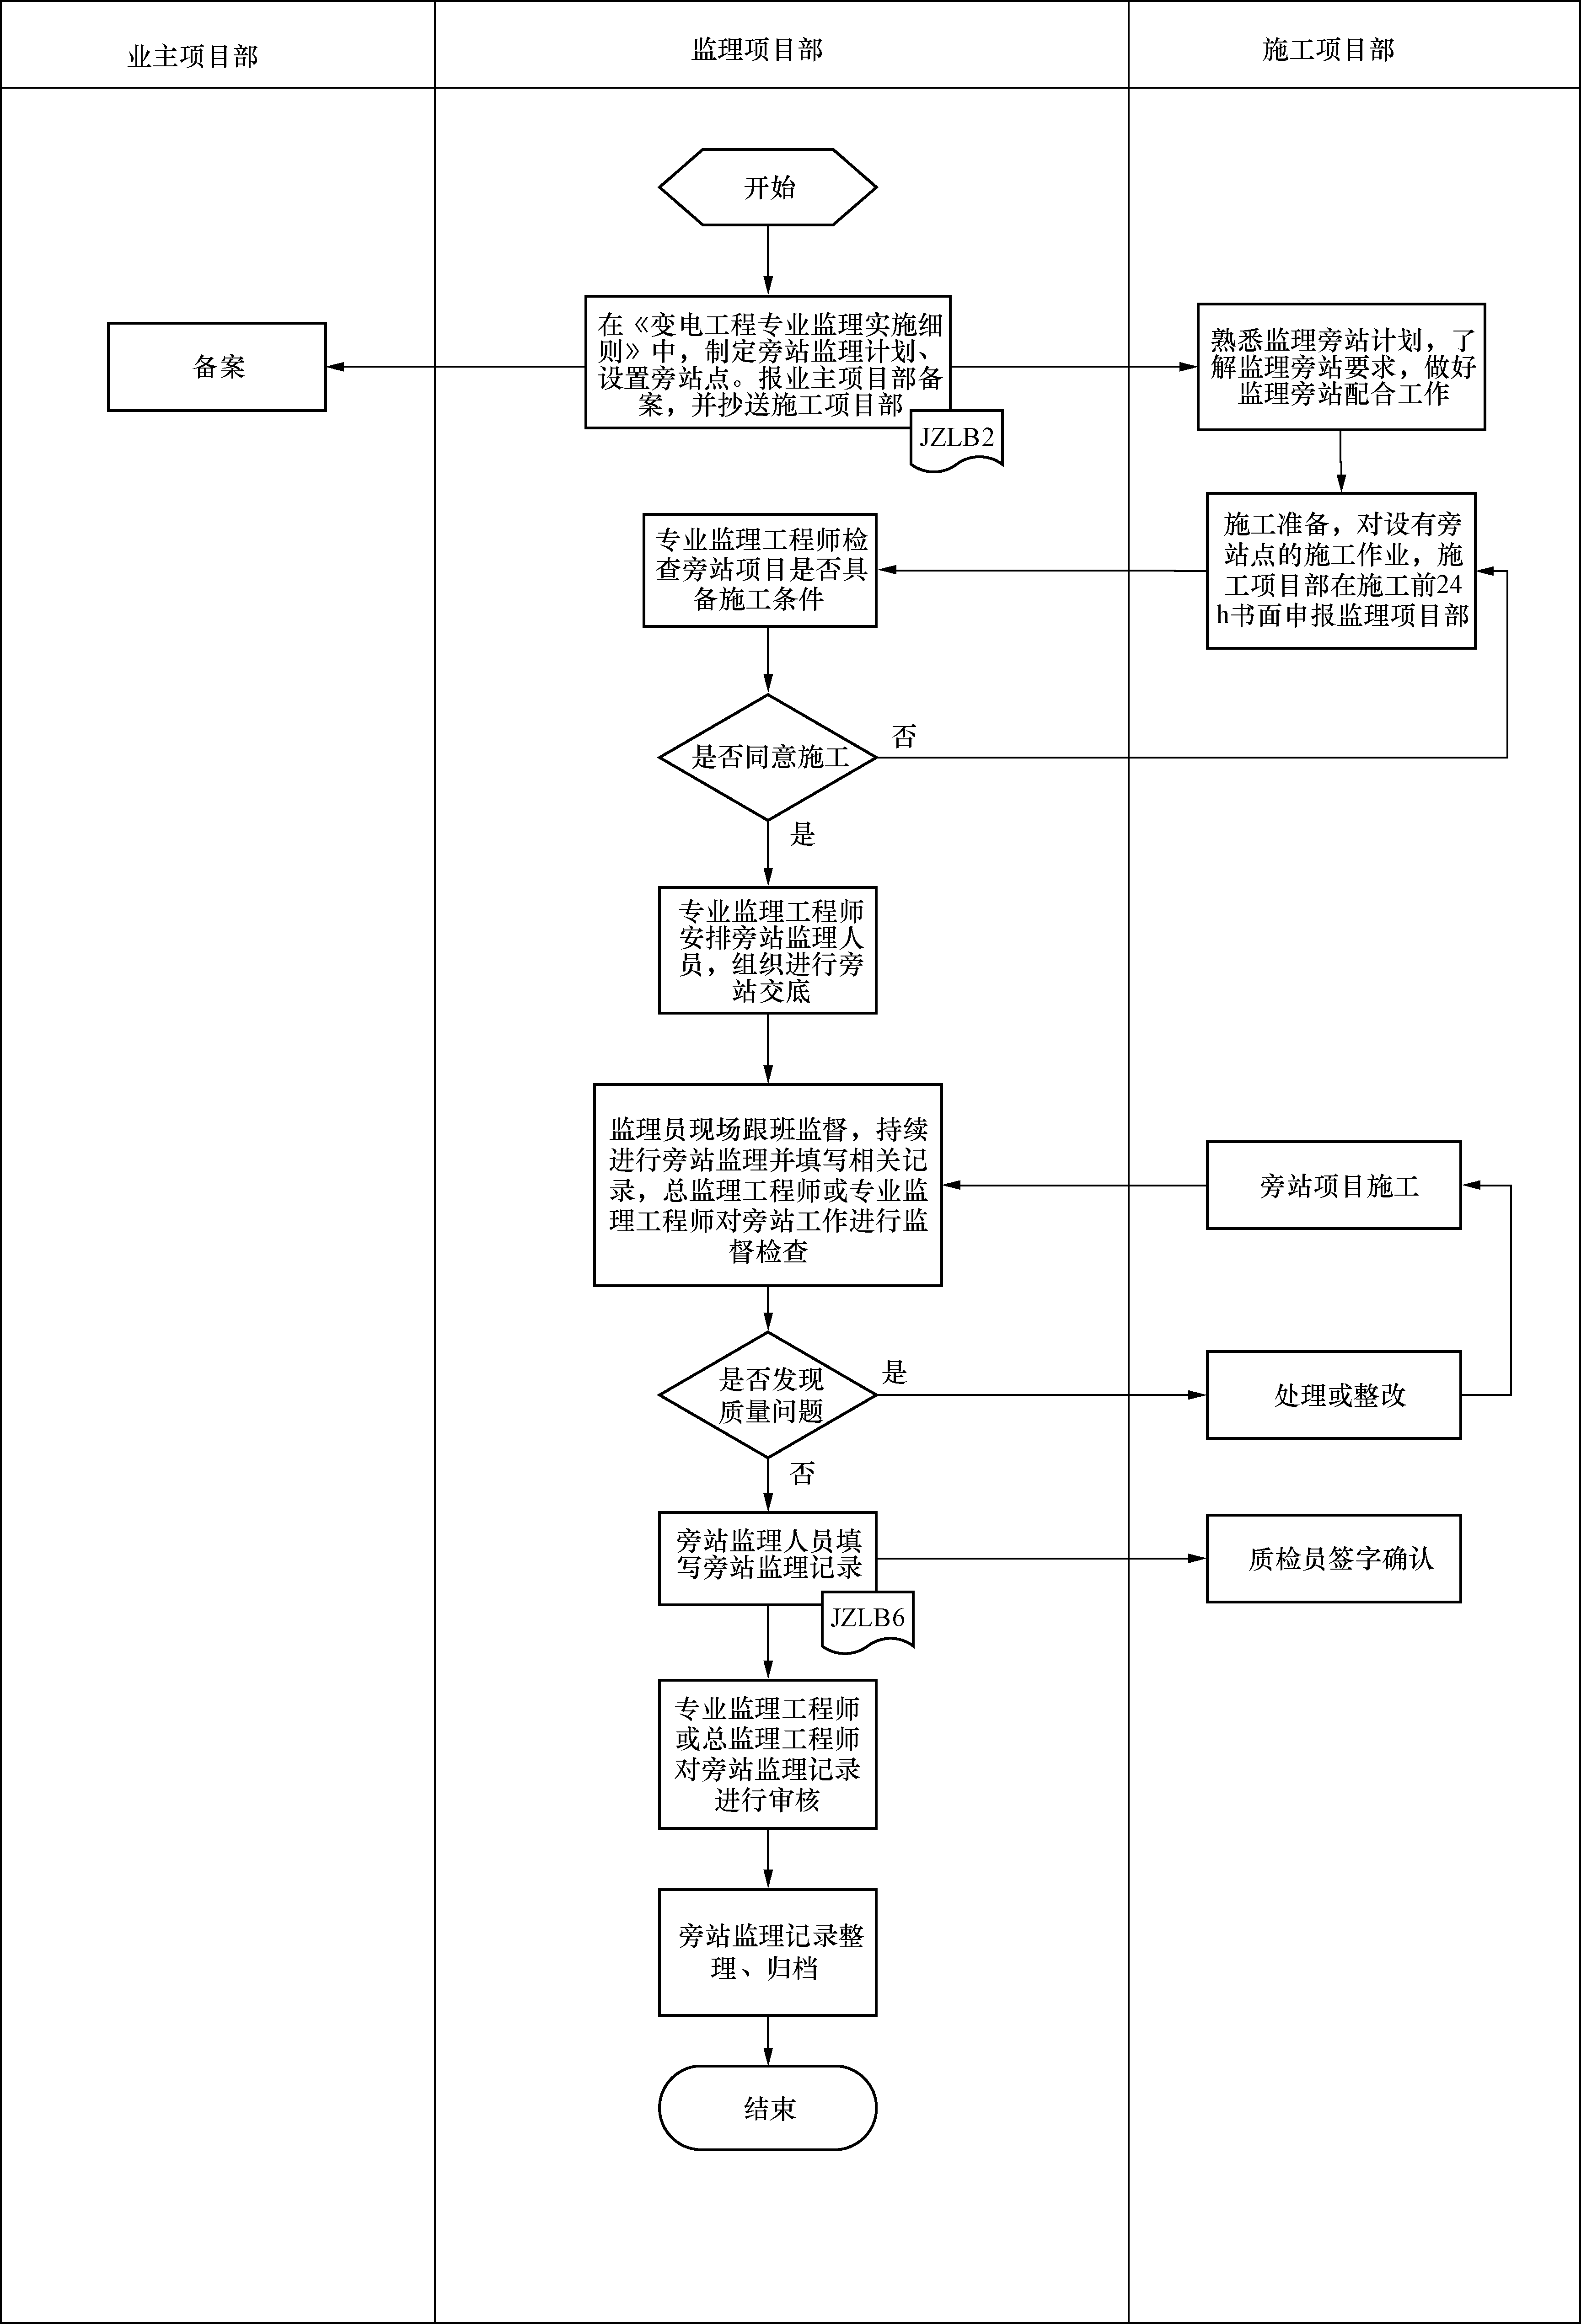 业主项目部
监理项目部
施工项目部
开始
备案
在《变电工程专业监理实施细
则》中，制定旁站监理计划、
设置旁站点。报业主项目部备
案，并抄送施工项目部
JZLB2
熟悉监理旁站计划，了
解监理旁站要求，做好
监理旁站配合工作
施工准备，对设有旁
站点的施工作业，施
工项目部在施工前24
h书面申报监理项目部
专业监理工程师检
查旁站项目是否具
备施工条件
是否同意施工
否
是
专业监理工程师
安排旁站监理人
员，组织进行旁
站交底
监理员现场跟班监督，持续
进行旁站监理并填写相关记
录，总监理工程师或专业监
理工程师对旁站工作进行监
督检查
旁站项目施工
是否发现
质量问题
是
处理或整改
否
旁站监理人员填
写旁站监理记录
JZLB6
质检员签字确认
专业监理工程师
或总监理工程师
对旁站监理记录
进行审核
旁站监理记录整
理、归档
结束